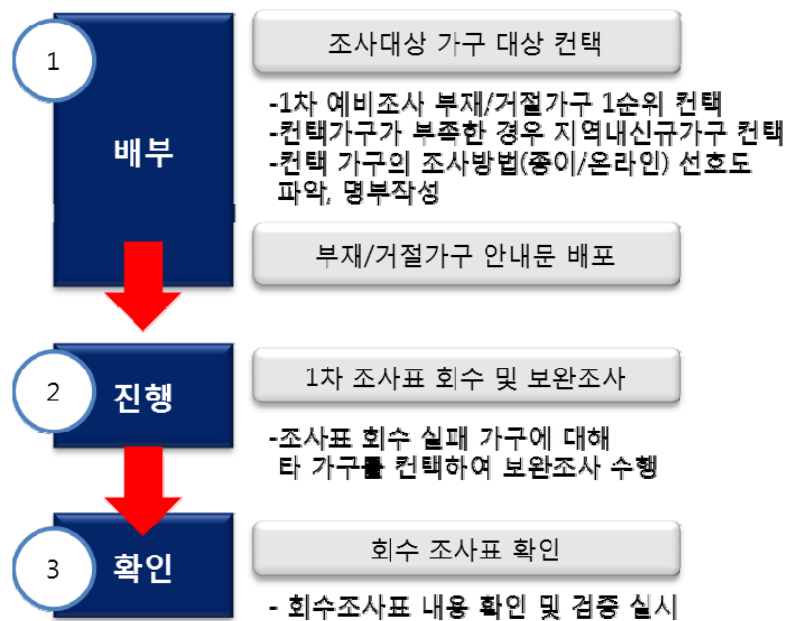 1
배부
조사대상 가구 대상 컨택
-1차 예비조사 부재/거절가구 1순위 컨택
-컨택가구가 부족한 경우 지역내신규가구 컨택
-컨택 가구의 조사방법(종이/온라인) 선호도
파악, 명부작성
부재/거절가구 안내문 배포
2
진행
1차 조사표 회수 및 보완조사
-조사표 회수 실패 가구에 대해
타 가구를 컨택하여 보완조사 수행
3
확인
회수 조사표 확인
- 회수조사표 내용 확인 및 검증 실시